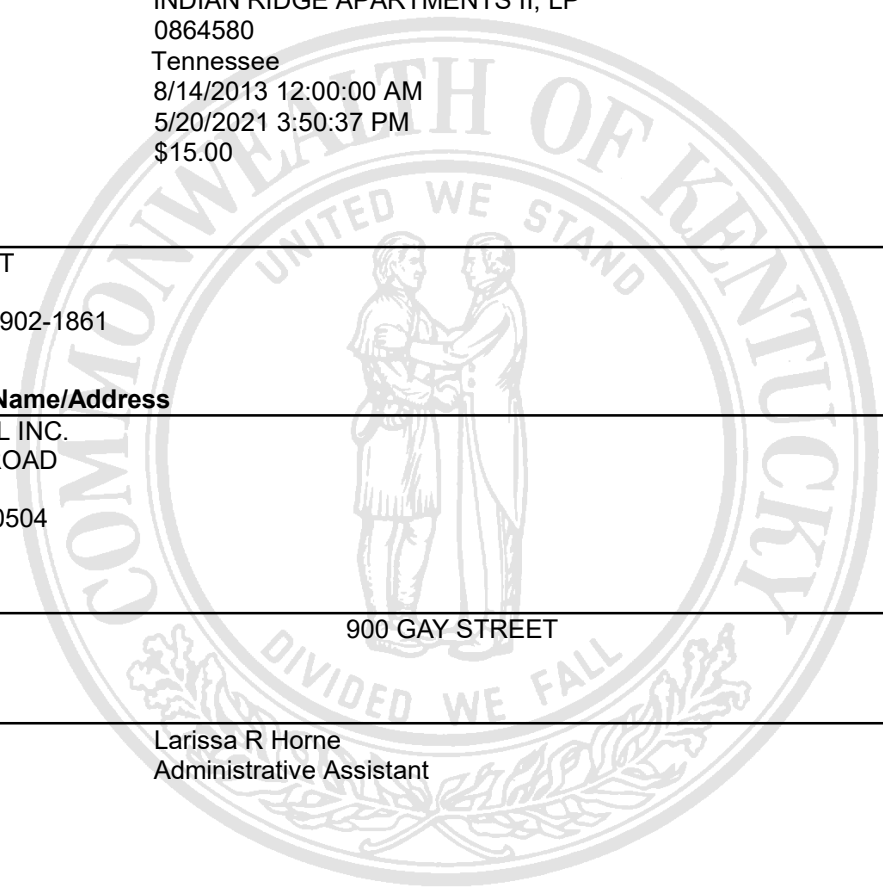 INDIAN RIDGE APARTMENTS II, LP
0864580
Tennessee
8/14/2013 12:00:00 AM
5/20/2021 3:50:37 PM
$15.00
T
902-1861
Name/Address
L INC.
ROAD
0504
900 GAY STREET
Larissa R Horne
Administrative Assistant
COMMONWEALTH OF KENTUCKY
UNITED WE STAND
DIVIDED WE FALL